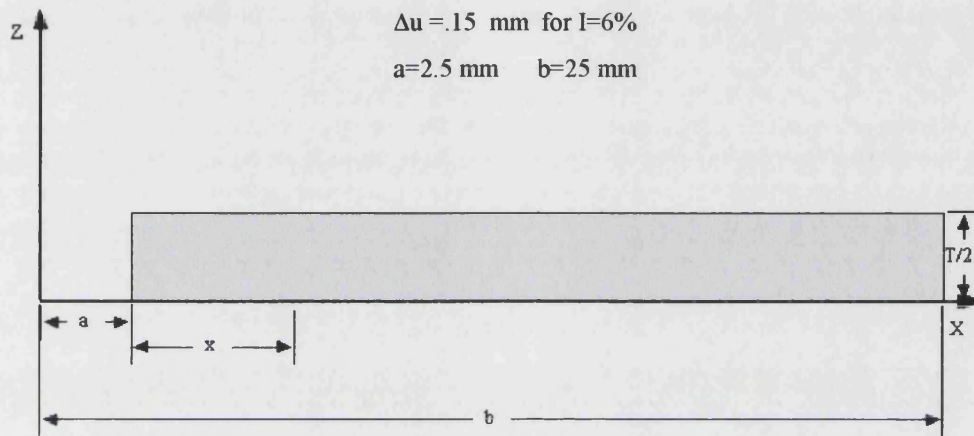 Δu = .15 mm for I=6%
Z
a=2.5 mm b=25 mm
T/2
a
X
x
b